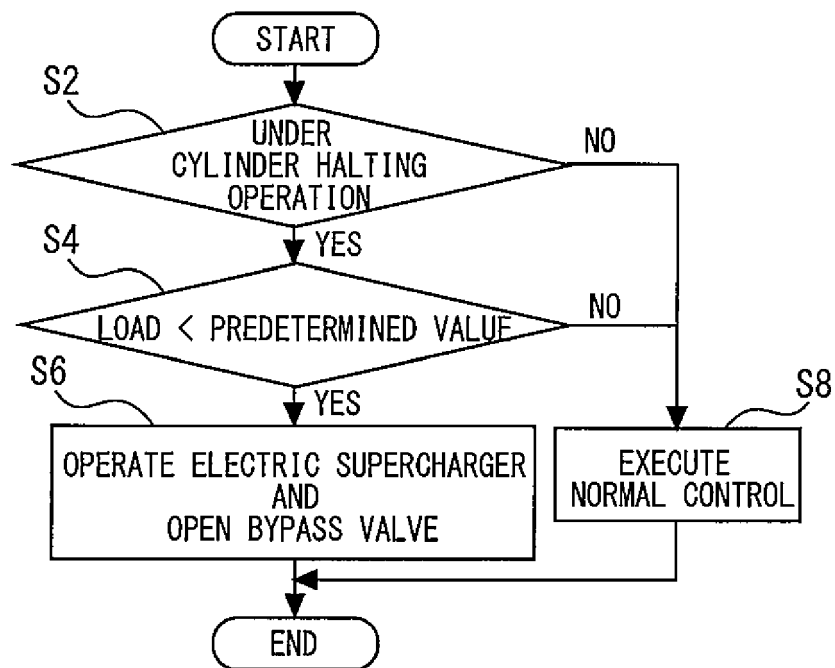 START
S2
UNDER
CYLINDER HALTING
OPERATION
NO
YES
S4
LOAD < PREDETERMINED VALUE
NO
YES
S6
OPERATE ELECTRIC SUPERCHARGER
AND
OPEN BYPASS VALVE
S8
EXECUTE
NORMAL CONTROL
END